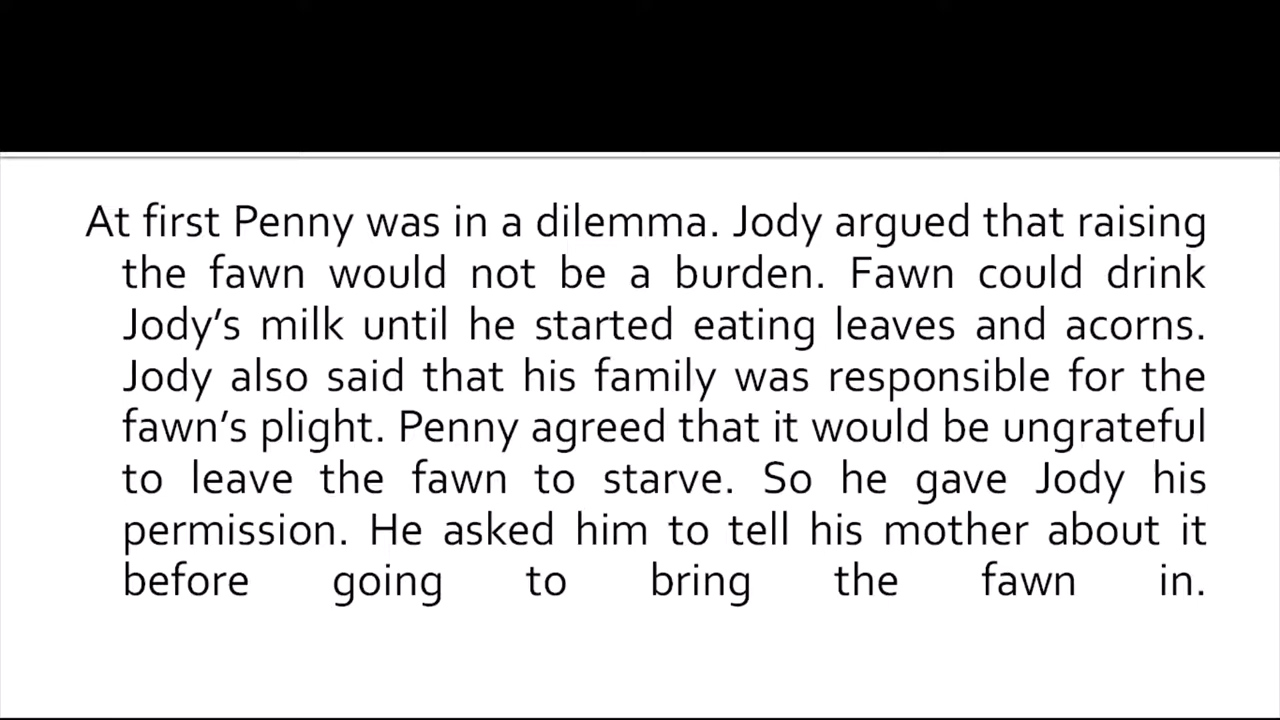 At first Penny was in a dilemma. Jody argued that raising
the fawn would not be a burden. Fawn could drink
Jody’s milk until he started eating leaves and acorns.
Jody also said that his family was responsible for the
fawn’s plight. Penny agreed that it would be ungrateful
to leave the fawn to starve. So he gave Jody his
permission. He asked him to tell his mother about it
before going to bring the fawn in.